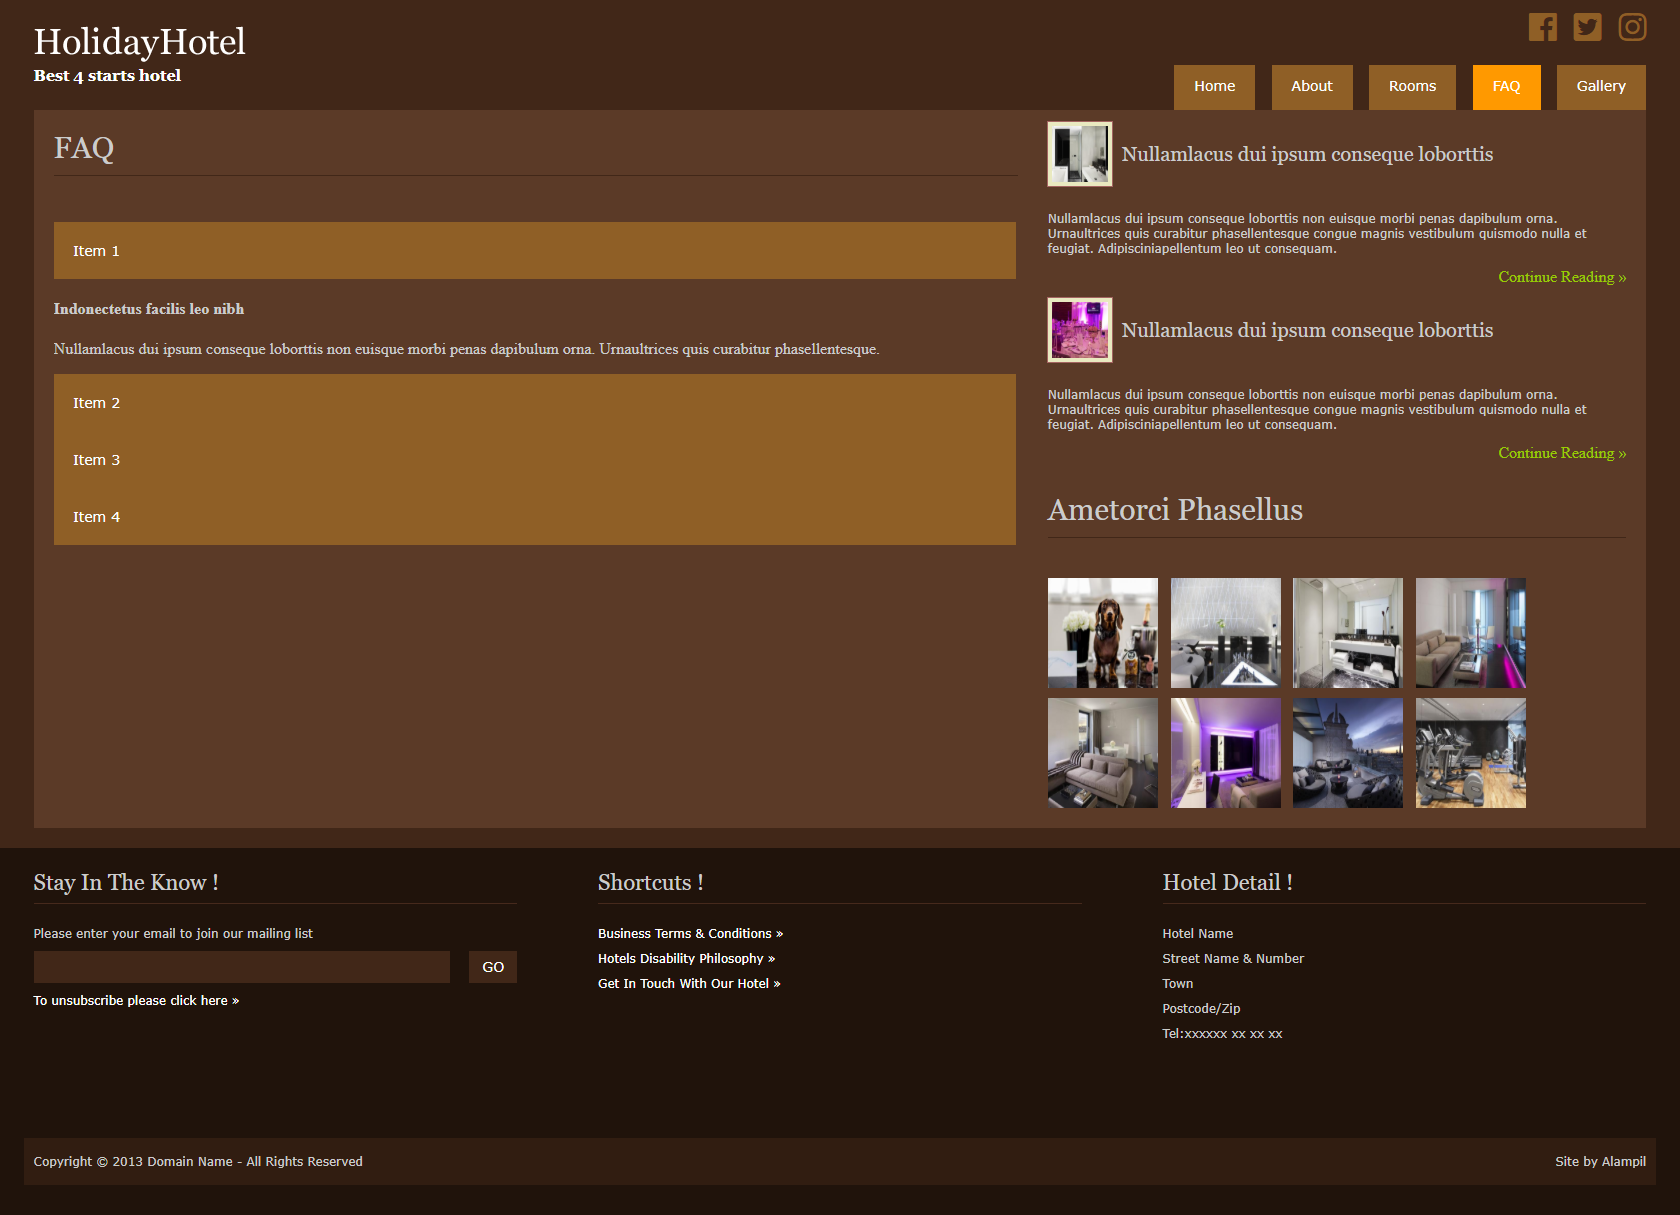 HolidayHotel
Best 4 starts hotel
Home
About
Rooms
FAQ
Gallery
FAQ
Item 1
Indonectetus facilis leo nibh
Nullamlacus dui ipsum conseque loborttis non euisque morbi penas dapibulum orna. Urnaultrices quis curabitur phasellentesque.
Item 2
Item 3
Item 4
Nullamlacus dui ipsum conseque loborttis
Nullamlacus dui ipsum conseque loborttis non euisque morbi penas dapibulum orna.
Urnaultrices quis curabitur phasellentesque congue magnis vestibulum quismodo nulla et
feugiat. Adipisciniapellentum leo ut consequam.
Continue Reading »
Nullamlacus dui ipsum conseque loborttis
Nullamlacus dui ipsum conseque loborttis non euisque morbi penas dapibulum orna.
Urnaultrices quis curabitur phasellentesque congue magnis vestibulum quismodo nulla et
feugiat. Adipisciniapellentum leo ut consequam.
Continue Reading »
Ametorci Phasellus
Stay In The Know !
Please enter your email to join our mailing list
GO
To unsubscribe please click here »
Shortcuts !
Business Terms & Conditions »
Hotels Disability Philosophy »
Get In Touch With Our Hotel »
Hotel Detail !
Hotel Name
Street Name & Number
Town
Postcode/Zip
Tel:xxxxxx xx xx xx
Copyright © 2013 Domain Name - All Rights Reserved
Site by Alampil